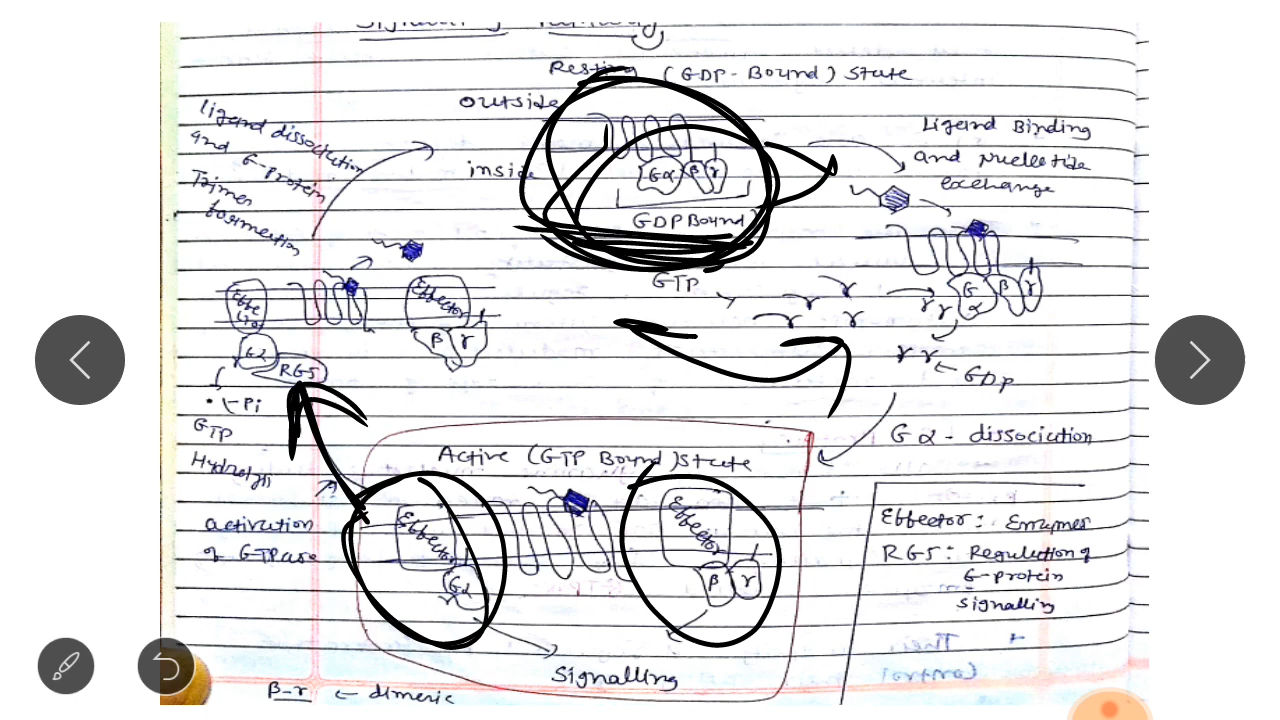 Resting (GDP-Bound) State
outside
inside
Gα β γ
GDP Bound
Ligand Binding
and Nucleotide
exchange
Ligand dissociation
and G-protein
Trimer
formation
GTP
G
α
β
γ
GDP
Gα - dissociation
Effector
β γ
Gα
RGS
Pi
GTP
Hydrolysis
activation
of GTPase
Active (GTP Bound) State
Effector
Gα
Effector
β γ
Signalling
Effector: Enzymes
RGS: Regulation of
G-protein
Signallin
β-γ ← dimeric